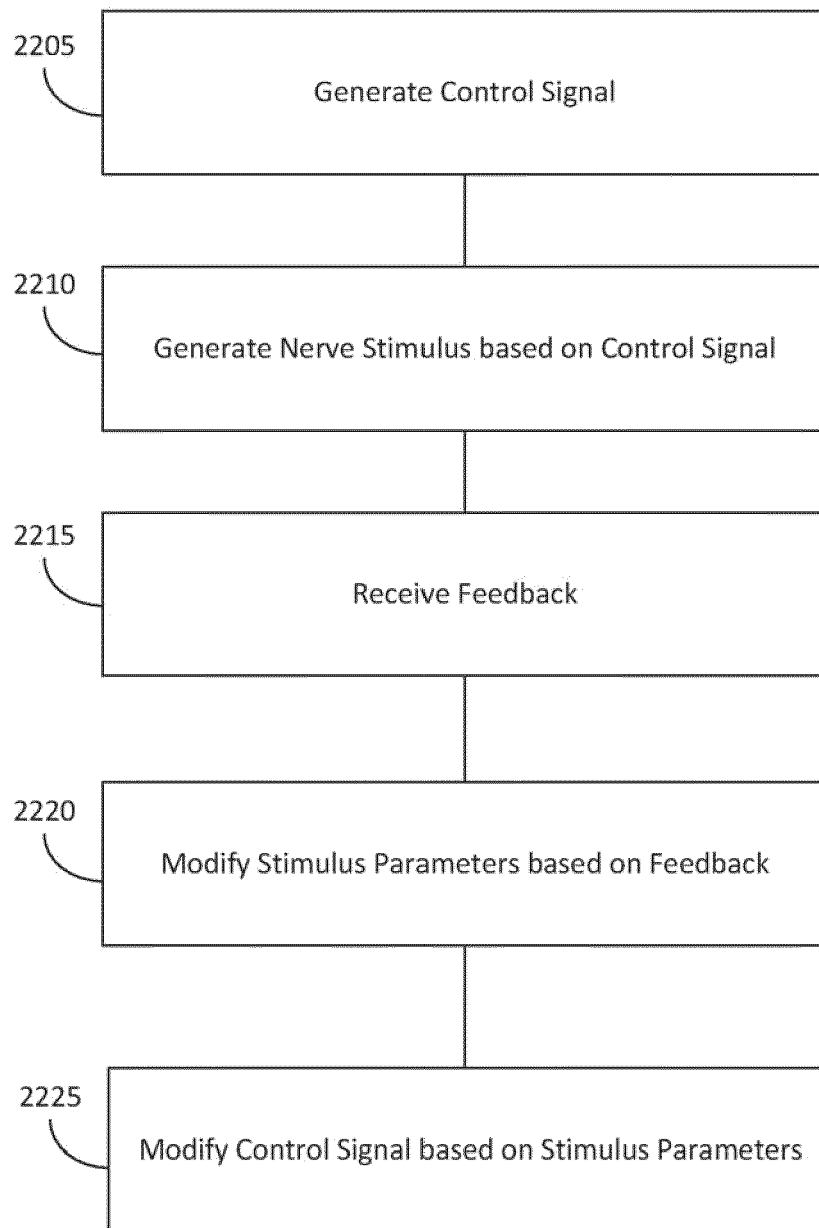 2205
Generate Control Signal
2210
Generate Nerve Stimulus based on Control Signal
2215
Receive Feedback
2220
Modify Stimulus Parameters based on Feedback
2225
Modify Control Signal based on Stimulus Parameters